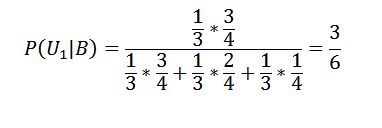 P(U₁|B) = (1/3 * 3/4) / (1/3 * 3/4 + 1/3 * 2/4 + 1/3 * 1/4) = 3/6